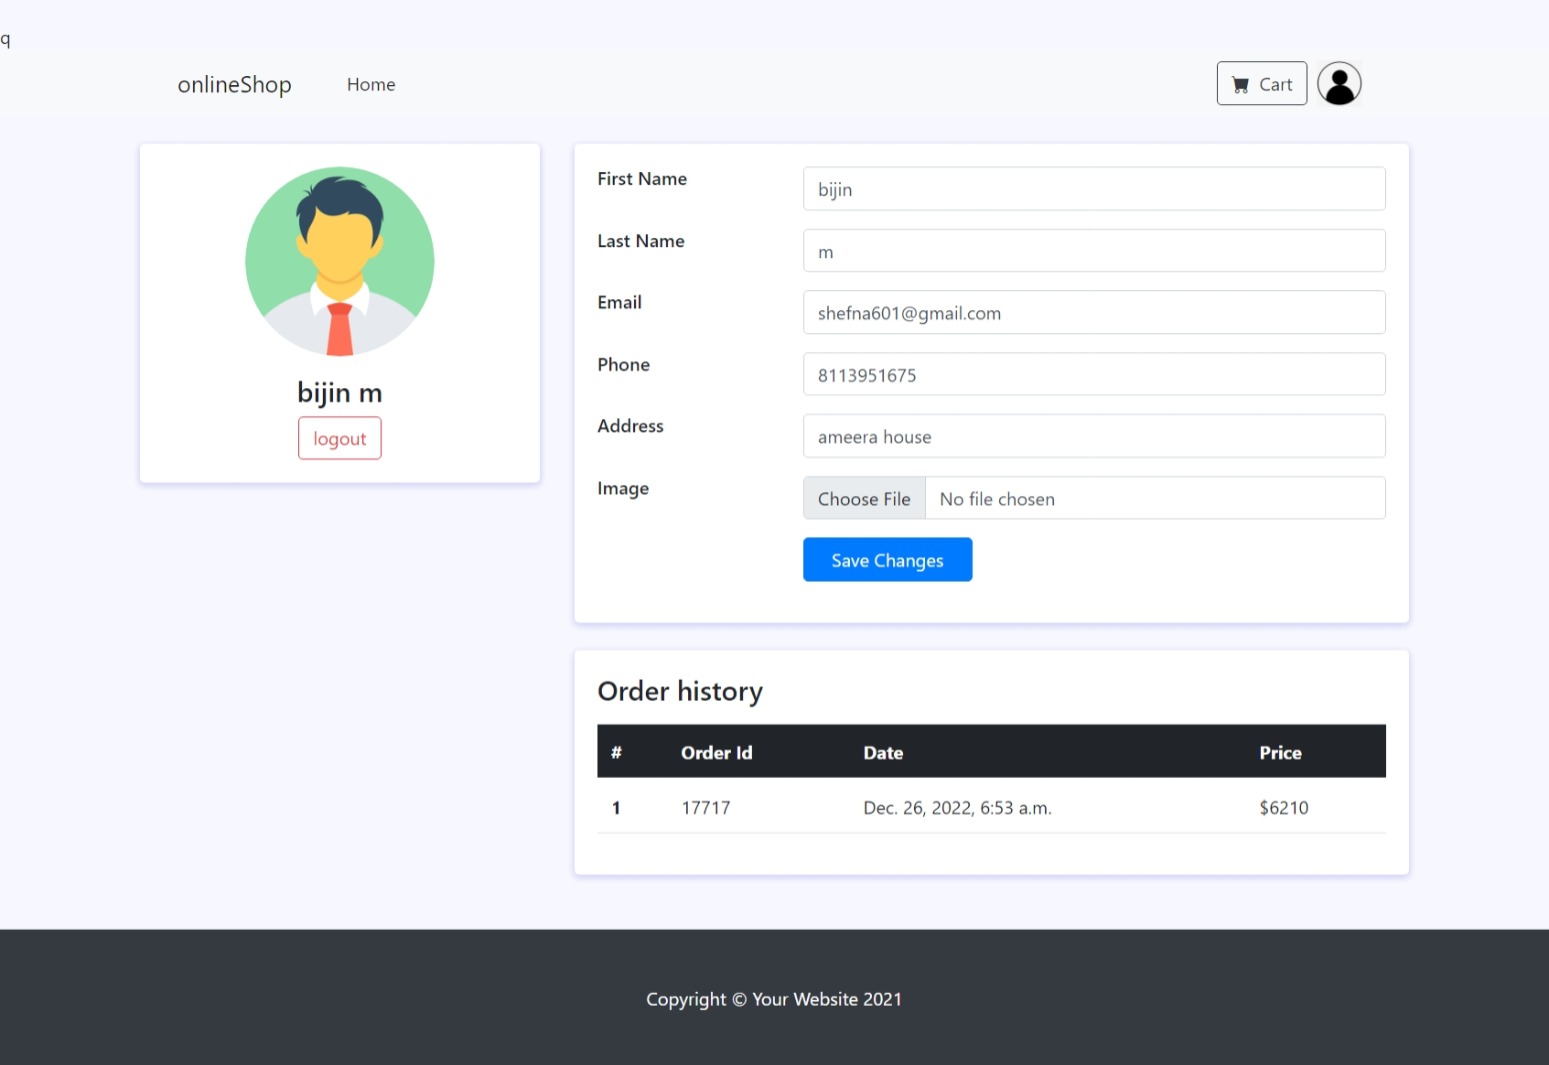 q
onlineShop Home Cart
bijin m
logout
First Name bijin
Last Name m
Email shefna601@gmail.com
Phone 8113951675
Address ameera house
Image Choose File No file chosen
Save Changes
Order history
# Order Id Date Price
1 17717 Dec. 26, 2022, 6:53 a.m. $6210
Copyright © Your Website 2021